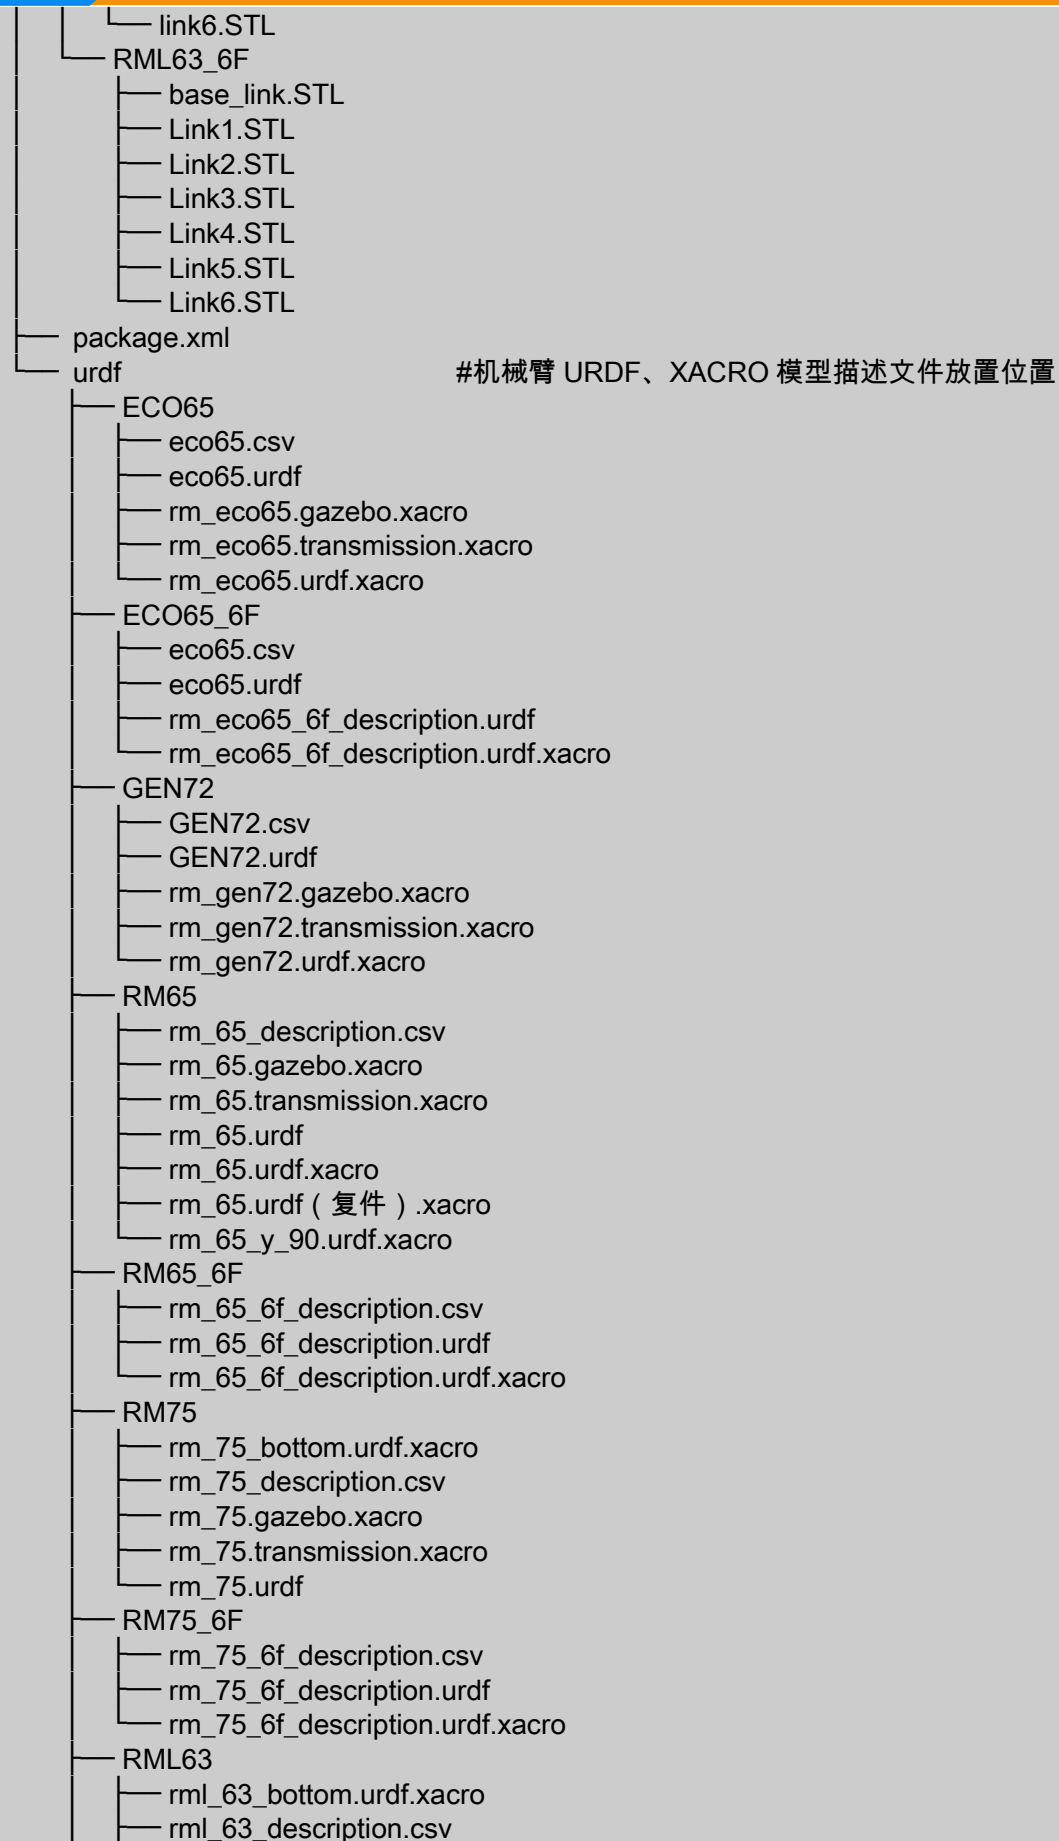 │   │   └── link6.STL
│   └── RML63_6F
│       ├── base_link.STL
│       ├── Link1.STL
│       ├── Link2.STL
│       ├── Link3.STL
│       ├── Link4.STL
│       ├── Link5.STL
│       └── Link6.STL
├── package.xml
└── urdf #机械臂 URDF、XACRO 模型描述文件放置位置
    ├── ECO65
    │   ├── eco65.csv
    │   ├── eco65.urdf
    │   ├── rm_eco65.gazebo.xacro
    │   ├── rm_eco65.transmission.xacro
    │   └── rm_eco65.urdf.xacro
    ├── ECO65_6F
    │   ├── eco65.csv
    │   ├── eco65.urdf
    │   ├── rm_eco65_6f_description.urdf
    │   └── rm_eco65_6f_description.urdf.xacro
    ├── GEN72
    │   ├── GEN72.csv
    │   ├── GEN72.urdf
    │   ├── rm_gen72.gazebo.xacro
    │   ├── rm_gen72.transmission.xacro
    │   └── rm_gen72.urdf.xacro
    ├── RM65
    │   ├── rm_65_description.csv
    │   ├── rm_65.gazebo.xacro
    │   ├── rm_65.transmission.xacro
    │   ├── rm_65.urdf
    │   ├── rm_65.urdf.xacro
    │   ├── rm_65.urdf（复件）.xacro
    │   └── rm_65_y_90.urdf.xacro
    ├── RM65_6F
    │   ├── rm_65_6f_description.csv
    │   ├── rm_65_6f_description.urdf
    │   └── rm_65_6f_description.urdf.xacro
    ├── RM75
    │   ├── rm_75_bottom.urdf.xacro
    │   ├── rm_75_description.csv
    │   ├── rm_75.gazebo.xacro
    │   ├── rm_75.transmission.xacro
    │   └── rm_75.urdf
    ├── RM75_6F
    │   ├── rm_75_6f_description.csv
    │   ├── rm_75_6f_description.urdf
    │   └── rm_75_6f_description.urdf.xacro
    ├── RML63
    │   ├── rml_63_bottom.urdf.xacro
    │   ├── rml_63_description.csv